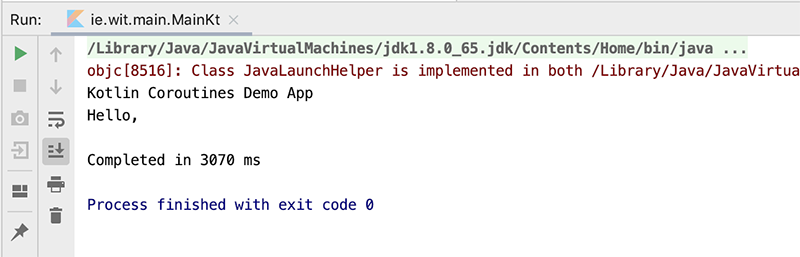 Run: ie.wit.main.MainKt
/Library/Java/JavaVirtualMachines/jdk1.8.0_65.jdk/Contents/Home/bin/java ...
objc[8516]: Class JavaLaunchHelper is implemented in both /Library/Java/JavaVirtua
Kotlin Coroutines Demo App
Hello,
Completed in 3070 ms
Process finished with exit code 0